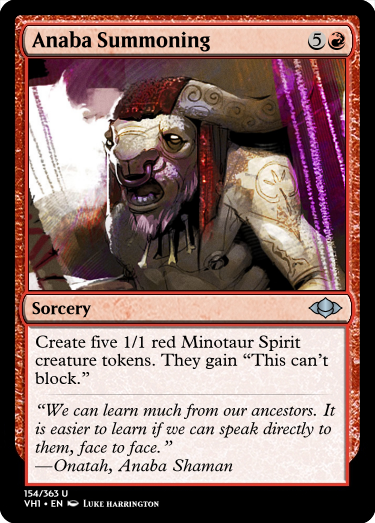 Anaba Summoning 5
Sorcery
Create five 1/1 red Minotaur Spirit
creature tokens. They gain “This can’t
block.”
“We can learn much from our ancestors. It
is easier to learn if we can speak directly to
them, face to face.”
—Onatah, Anaba Shaman
154/363 U
VH1 • EN Luke Harrington